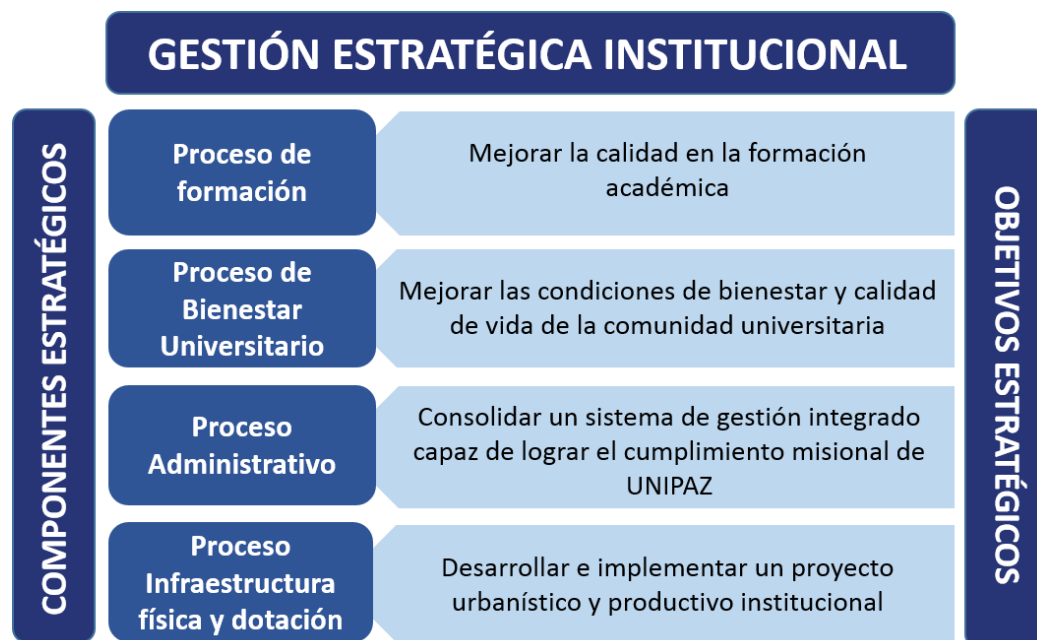 GESTIÓN ESTRATÉGICA INSTITUCIONAL
COMPONENTES ESTRATÉGICOS
Proceso de
formación
Mejorar la calidad en la formación
académica
Proceso de
Bienestar
Universitario
Mejorar las condiciones de bienestar y calidad
de vida de la comunidad universitaria
Proceso
Administrativo
Consolidar un sistema de gestión integrado
capaz de lograr el cumplimiento misional de
UNIPAZ
Proceso
Infraestructura
física y dotación
Desarrollar e implementar un proyecto
urbanístico y productivo institucional
OBJETIVOS ESTRATÉGICOS